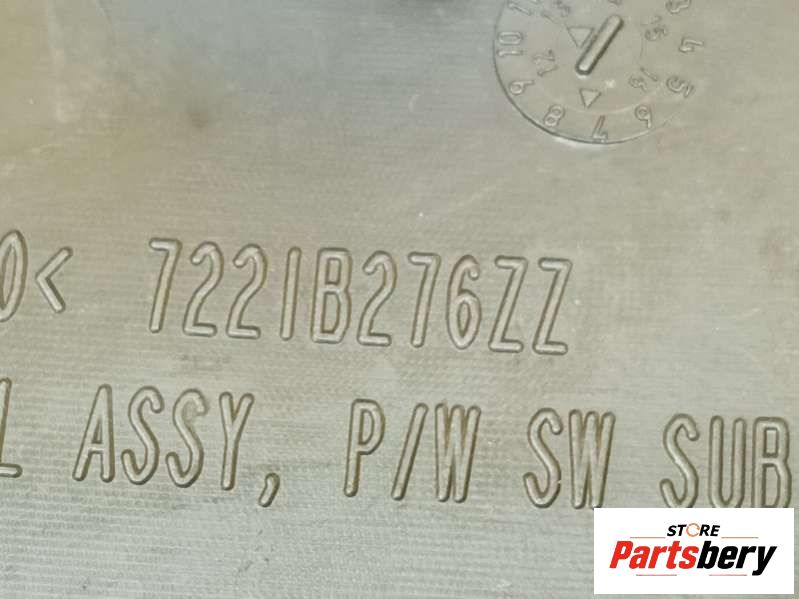 0< 7221B276ZZ
L ASSY, P/W SW SUB
STORE
Partsbery